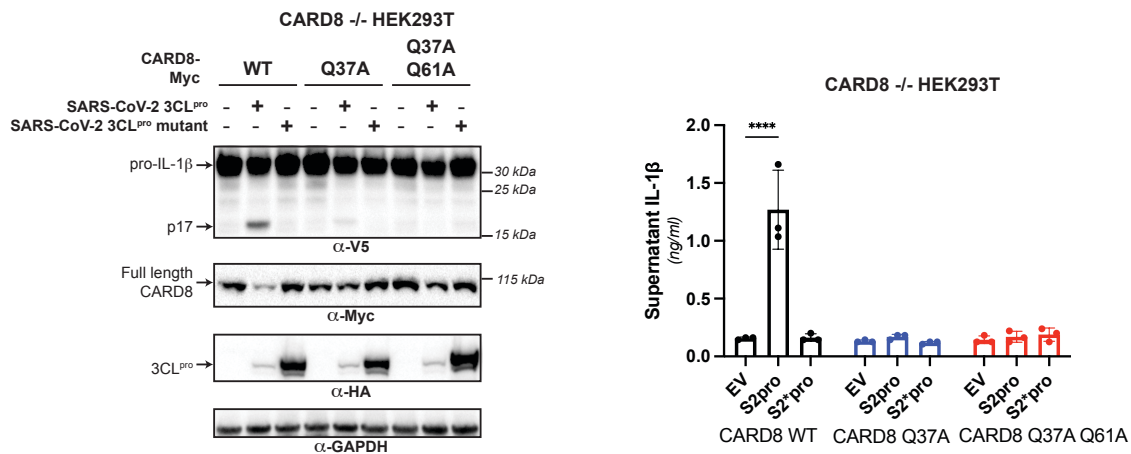 CARD8 -/- HEK293T
CARD8-
Myc
WT
Q37A
Q37A
Q61A
SARS-CoV-2 3CLpro - + - - + - - + -
SARS-CoV-2 3CLpro mutant - - + - - + - - +
pro-IL-1β
30 kDa
25 kDa
p17
15 kDa
α-V5
Full length
CARD8
115 kDa
α-Myc
3CLpro
α-HA
α-GAPDH
CARD8 -/- HEK293T
Supernatant IL-1β
(ng/ml)
2.0
1.5
1.0
0.5
0.0
****
EV S2pro S2*pro EV S2pro S2*pro EV S2pro S2*pro
CARD8 WT CARD8 Q37A CARD8 Q37A Q61A